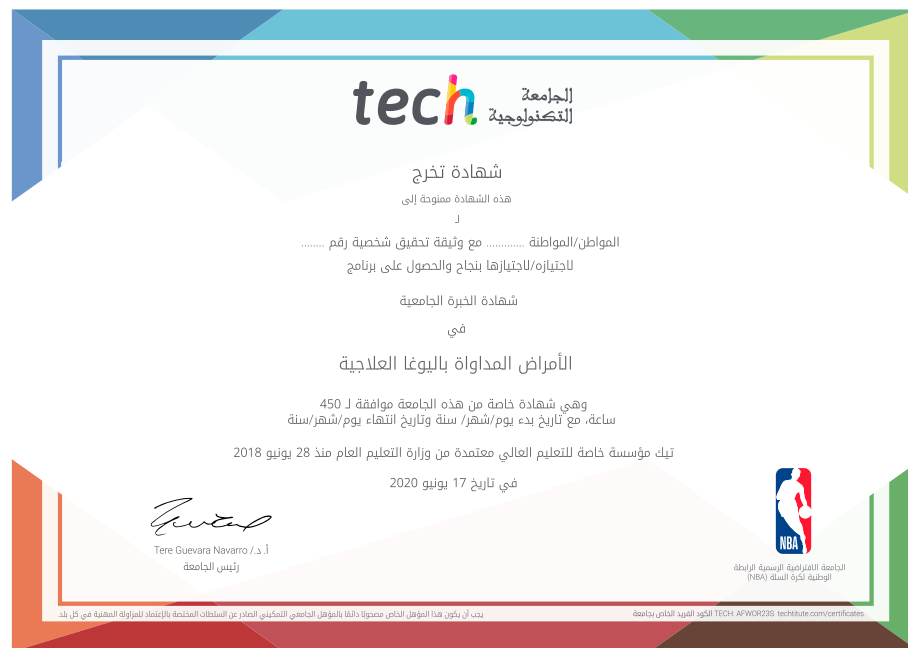 tech الجامعة
التكنولوجية
شهادة تخرج
هذه الشهادة ممنوحة إلى
لـ
المواطن/المواطنة ............. مع وثيقة تحقيق شخصية رقم ........
لاجتيازه/لاجتيازها بنجاح والحصول على برنامج
شهادة الخبرة الجامعية
في
الأمراض المداواة باليوغا العلاجية
وهي شهادة خاصة من هذه الجامعة موافقة لـ 450
ساعة، مع تاريخ بدء يوم/شهر/ سنة وتاريخ انتهاء يوم/شهر/سنة
تيك مؤسسة خاصة للتعليم العالي معتمدة من وزارة التعليم العام منذ 28 يونيو 2018
في تاريخ 17 يونيو 2020
أ. د./ Tere Guevara Navarro
رئيس الجامعة
NBA
الجامعة الافتراضية الرسمية الرابطة
الوطنية لكرة السلة (NBA)
يجب أن يكون هذا المؤهل الخاص مصحوبًا دائمًا بالمؤهل الجامعي التمكيني الصادر عن السلطات المختصة بالإعتماد للمزاولة المهنية في كل بلد.
الكود الفريد الخاص بجامعة TECH: AFWOR23S techtitute.com/certificates